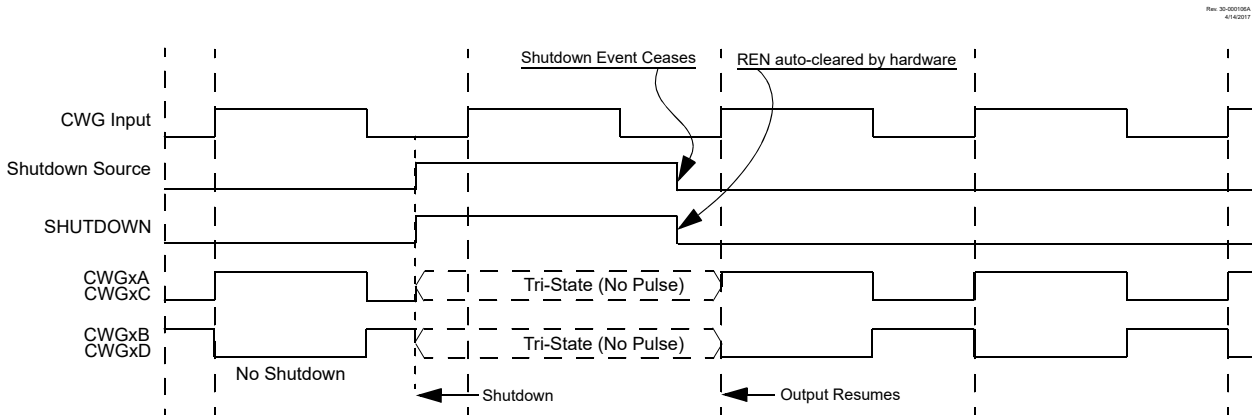 Rev. 30-000106A
4/14/2017
Shutdown Event Ceases
REN auto-cleared by hardware
CWG Input
Shutdown Source
SHUTDOWN
CWGxA
CWGxC
Tri-State (No Pulse)
CWGxB
CWGxD
Tri-State (No Pulse)
No Shutdown
Shutdown
Output Resumes